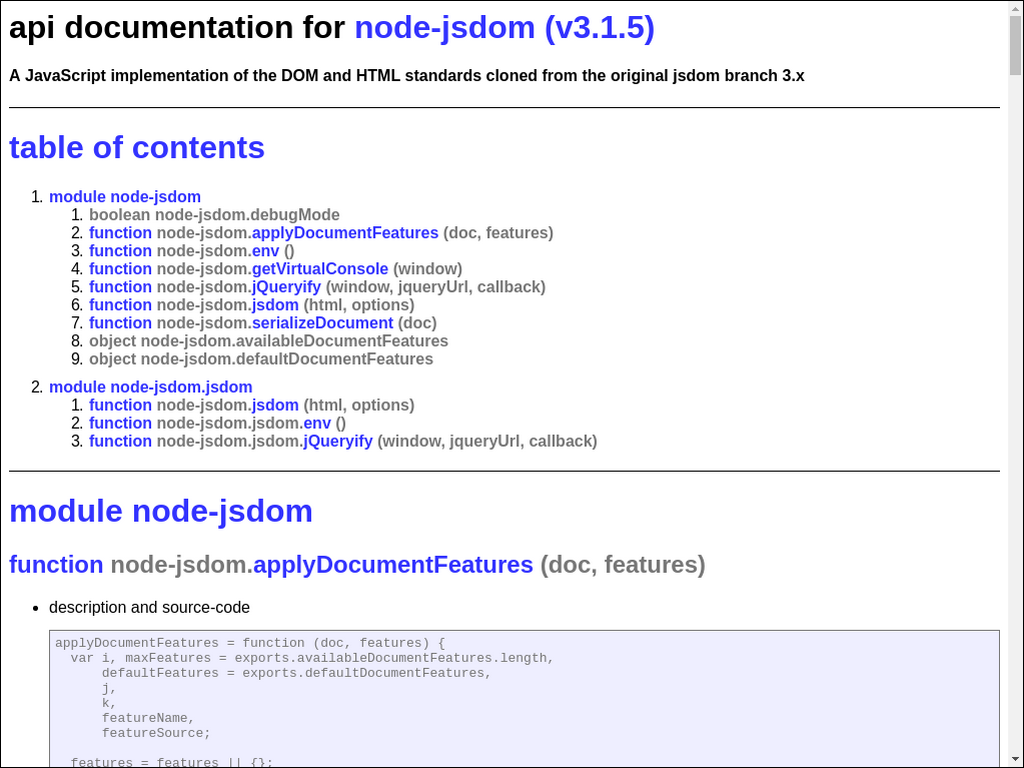 api documentation for node-jsdom (v3.1.5)
A JavaScript implementation of the DOM and HTML standards cloned from the original jsdom branch 3.x
table of contents
1. module node-jsdom
1. boolean node-jsdom.debugMode
2. function node-jsdom.applyDocumentFeatures (doc, features)
3. function node-jsdom.env ()
4. function node-jsdom.getVirtualConsole (window)
5. function node-jsdom.jQueryify (window, jqueryUrl, callback)
6. function node-jsdom.jsdom (html, options)
7. function node-jsdom.serializeDocument (doc)
8. object node-jsdom.availableDocumentFeatures
9. object node-jsdom.defaultDocumentFeatures
2. module node-jsdom.jsdom
1. function node-jsdom.jsdom (html, options)
2. function node-jsdom.jsdom.env ()
3. function node-jsdom.jsdom.jQueryify (window, jqueryUrl, callback)
module node-jsdom
function node-jsdom.applyDocumentFeatures (doc, features)
• description and source-code
applyDocumentFeatures = function (doc, features) {
  var i, maxFeatures = exports.availableDocumentFeatures.length,
      defaultFeatures = exports.defaultDocumentFeatures,
      j,
      k,
      featureName,
      featureSource;
  features = features || {};